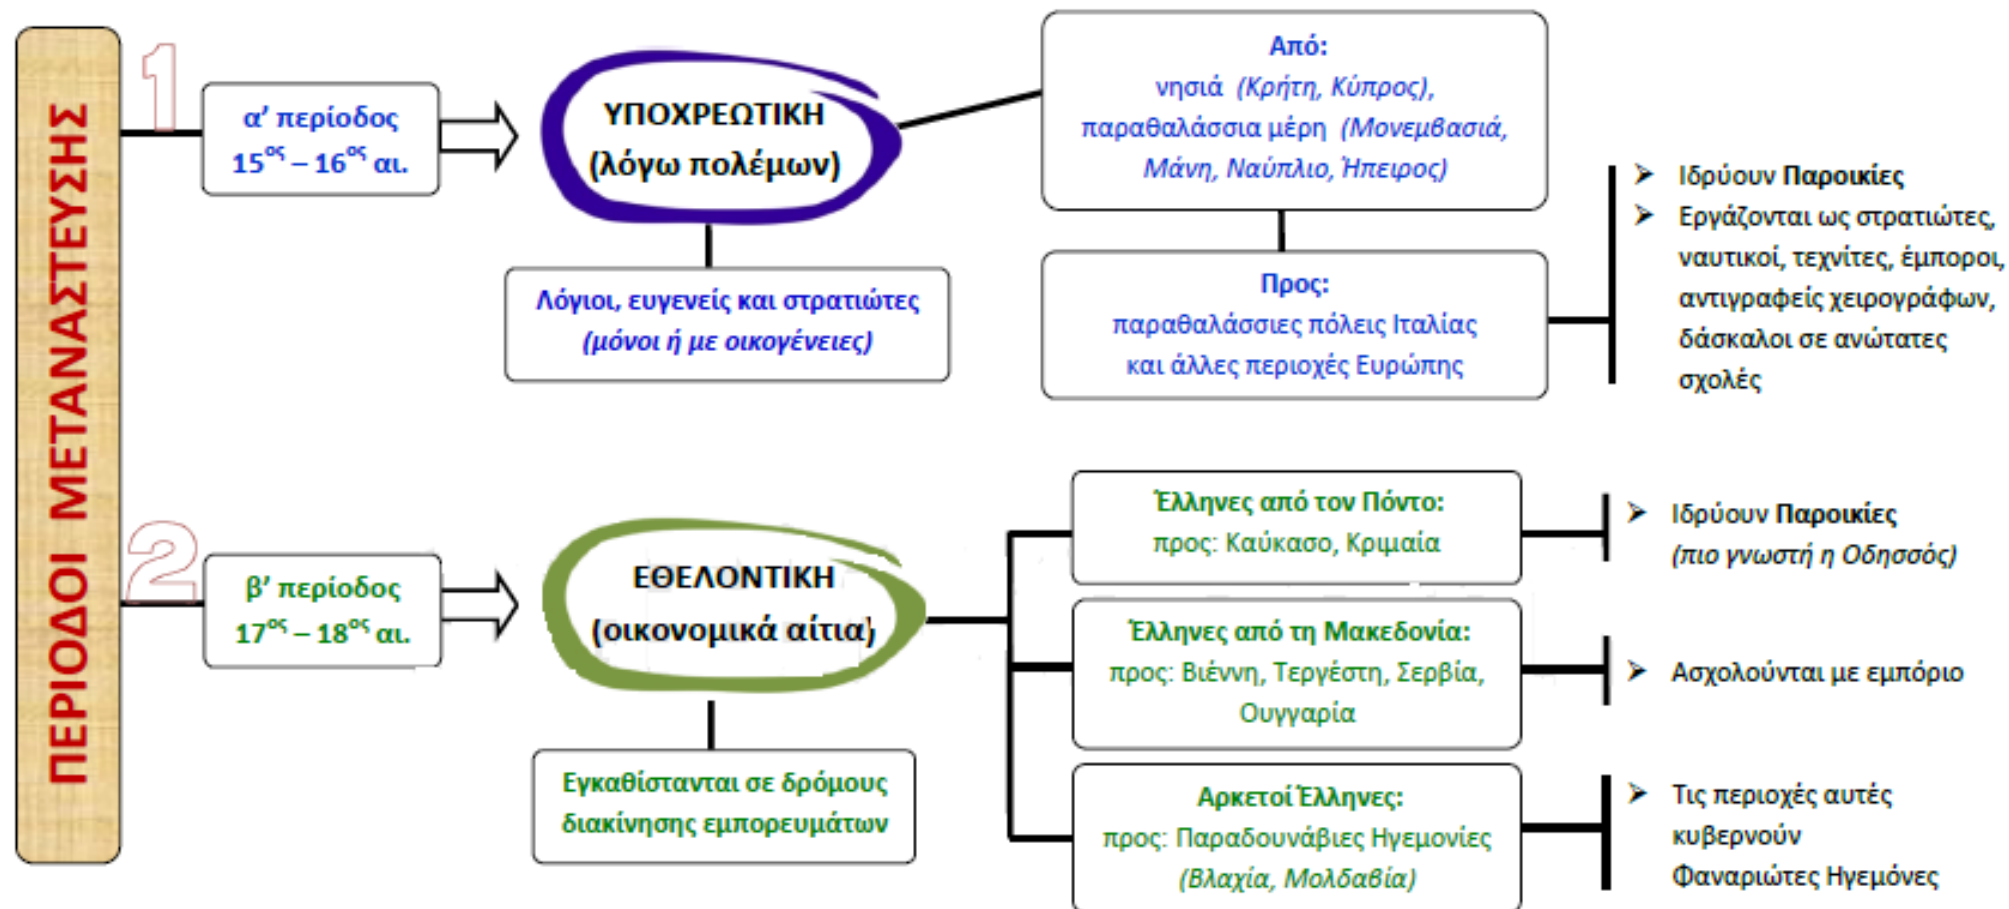 ΠΕΡΙΟΔΟΙ ΜΕΤΑΝΑΣΤΕΥΣΗΣ
1
α' περίοδος
15ος – 16ος αι.
ΥΠΟΧΡΕΩΤΙΚΗ
(λόγω πολέμων)
Λόγιοι, ευγενείς και στρατιώτες
(μόνοι ή με οικογένειες)
Από:
νησιά (Κρήτη, Κύπρος),
παραθαλάσσια μέρη (Μονεμβασιά,
Μάνη, Ναύπλιο, Ήπειρος)
Προς:
παραθαλάσσιες πόλεις Ιταλίας
και άλλες περιοχές Ευρώπης
➢ Ιδρύουν Παροικίες
➢ Εργάζονται ως στρατιώτες,
ναυτικοί, τεχνίτες, έμποροι,
αντιγραφείς χειρογράφων,
δάσκαλοι σε ανώτατες
σχολές
2
β' περίοδος
17ος – 18ος αι.
ΕΘΕΛΟΝΤΙΚΗ
(οικονομικά αίτια)
Εγκαθίστανται σε δρόμους
διακίνησης εμπορευμάτων
Έλληνες από τον Πόντο:
προς: Καύκασο, Κριμαία
➢ Ιδρύουν Παροικίες
(πιο γνωστή η Οδησσός)
Έλληνες από τη Μακεδονία:
προς: Βιέννη, Τεργέστη, Σερβία,
Ουγγαρία
➢ Ασχολούνται με εμπόριο
Αρκετοί Έλληνες:
προς: Παραδουνάβιες Ηγεμονίες
(Βλαχία, Μολδαβία)
➢ Τις περιοχές αυτές
κυβερνούν
Φαναριώτες Ηγεμόνες